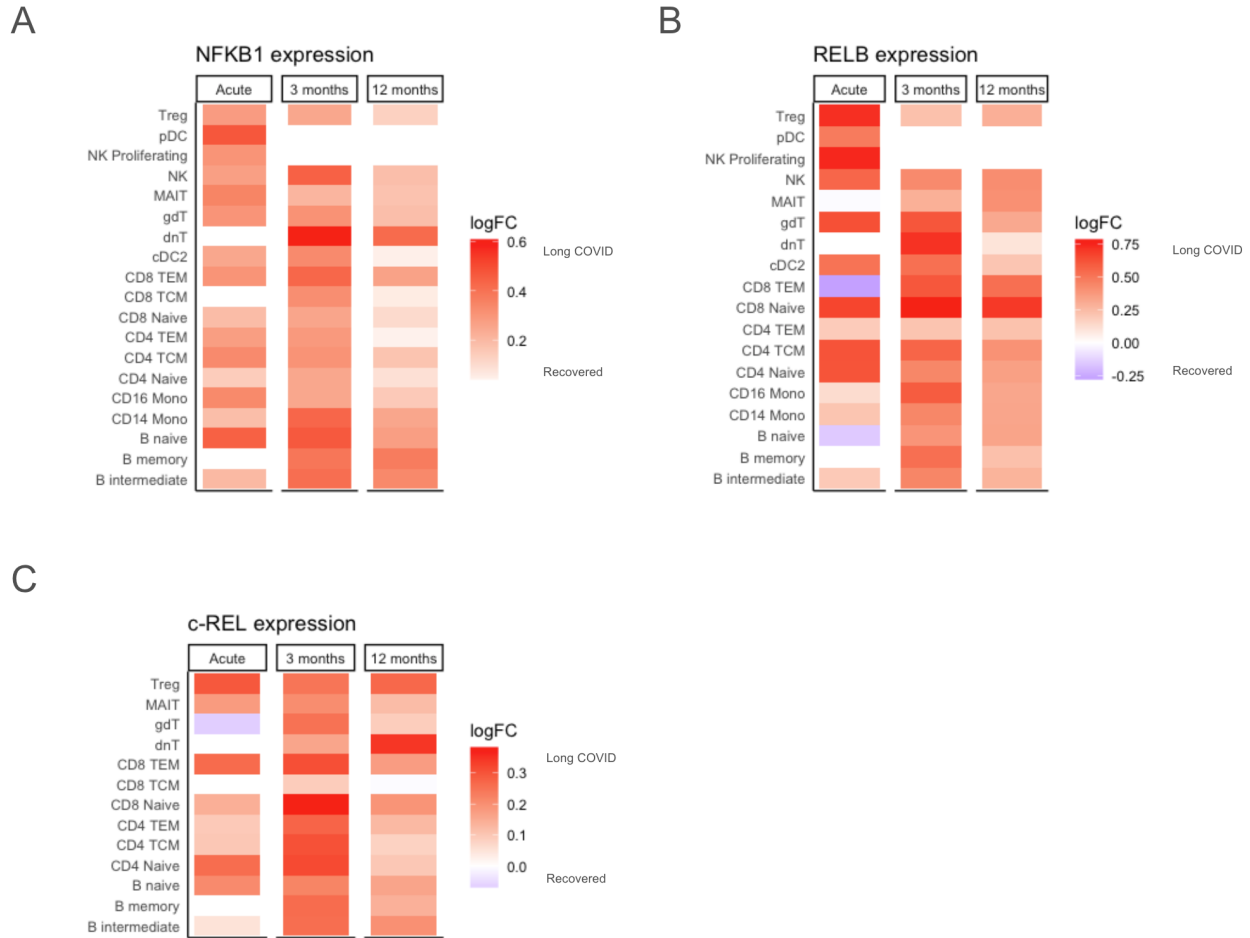 A
NFKB1 expression
Acute
3 months
12 months
Treg
pDC
NK Proliferating
NK
MAIT
gdT
dnT
cDC2
CD8 TEM
CD8 TCM
CD8 Naive
CD4 TEM
CD4 TCM
CD4 Naive
CD16 Mono
CD14 Mono
B naive
B memory
B intermediate
logFC
0.6
0.4
0.2
Long COVID
Recovered
B
RELB expression
Acute
3 months
12 months
Treg
pDC
NK Proliferating
NK
MAIT
gdT
dnT
cDC2
CD8 TEM
CD8 Naive
CD4 TEM
CD4 TCM
CD4 Naive
CD16 Mono
CD14 Mono
B naive
B memory
B intermediate
logFC
0.75
0.50
0.25
0.00
-0.25
Long COVID
Recovered
C
c-REL expression
Acute
3 months
12 months
Treg
MAIT
gdT
dnT
CD8 TEM
CD8 TCM
CD8 Naive
CD4 TEM
CD4 TCM
CD4 Naive
B naive
B memory
B intermediate
logFC
0.3
0.2
0.1
0.0
Long COVID
Recovered